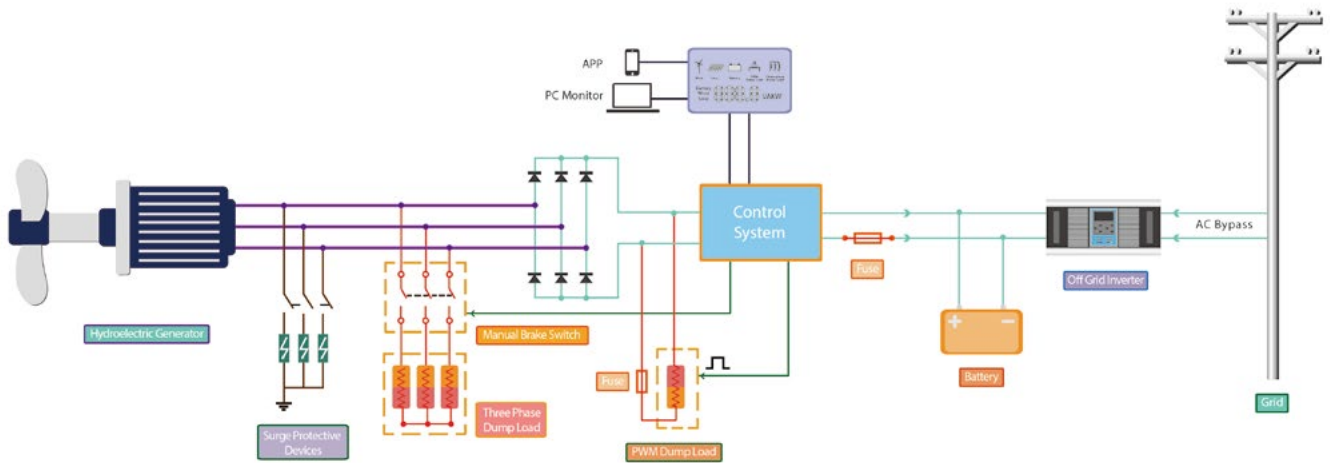 APP
PC Monitor
Control
System
AC Bypass
Fuse
Off Grid Inverter
Hydroelectric Generator
Manual Brake Switch
Fuse
Battery
Three Phase
Dump Load
Grid
Surge Protective
Devices
PWM Dump Load